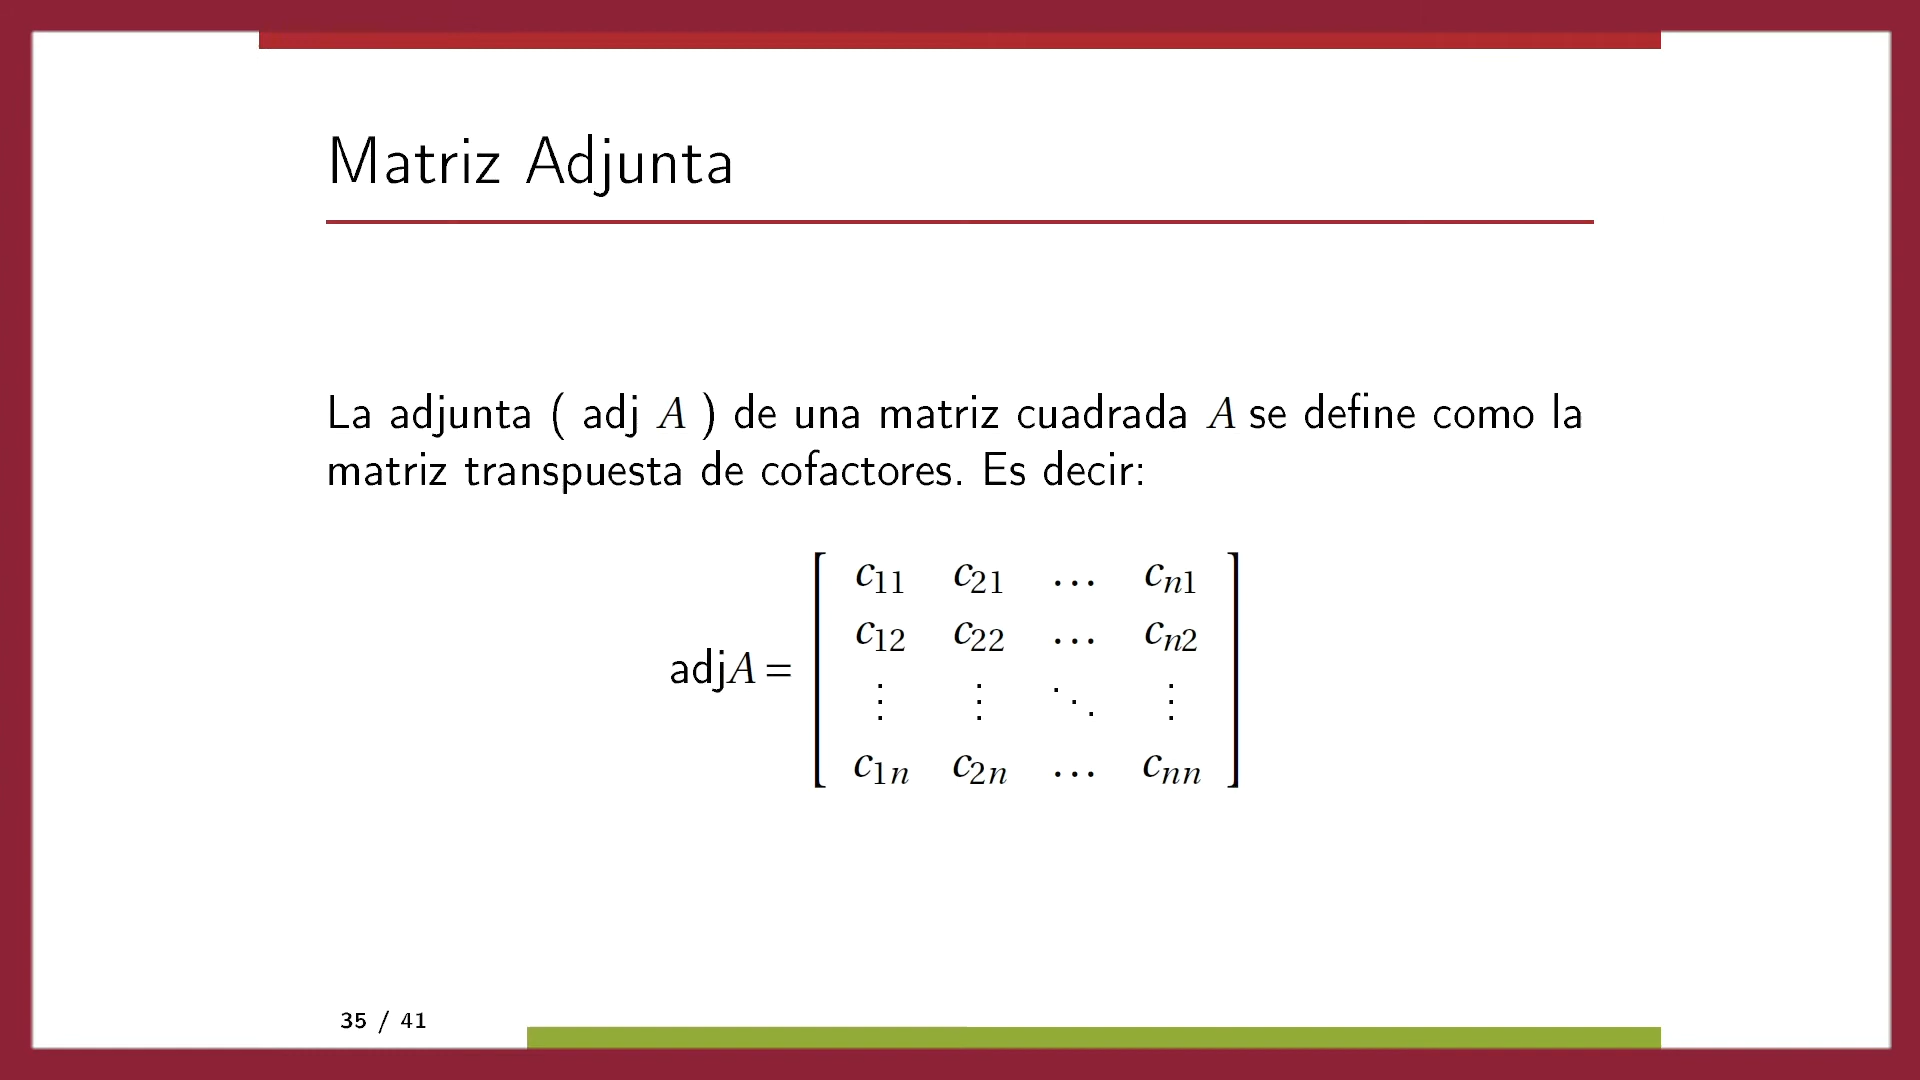 Matriz Adjunta
La adjunta ( adj A ) de una matriz cuadrada A se define como la
matriz transpuesta de cofactores. Es decir:
adjA = [ c₁₁ c₂₁ … cₙ₁
c₁₂ c₂₂ … cₙ₂
⋮ ⋮ ⋱ ⋮
c₁ₙ c₂ₙ … cₙₙ ]
35 / 41